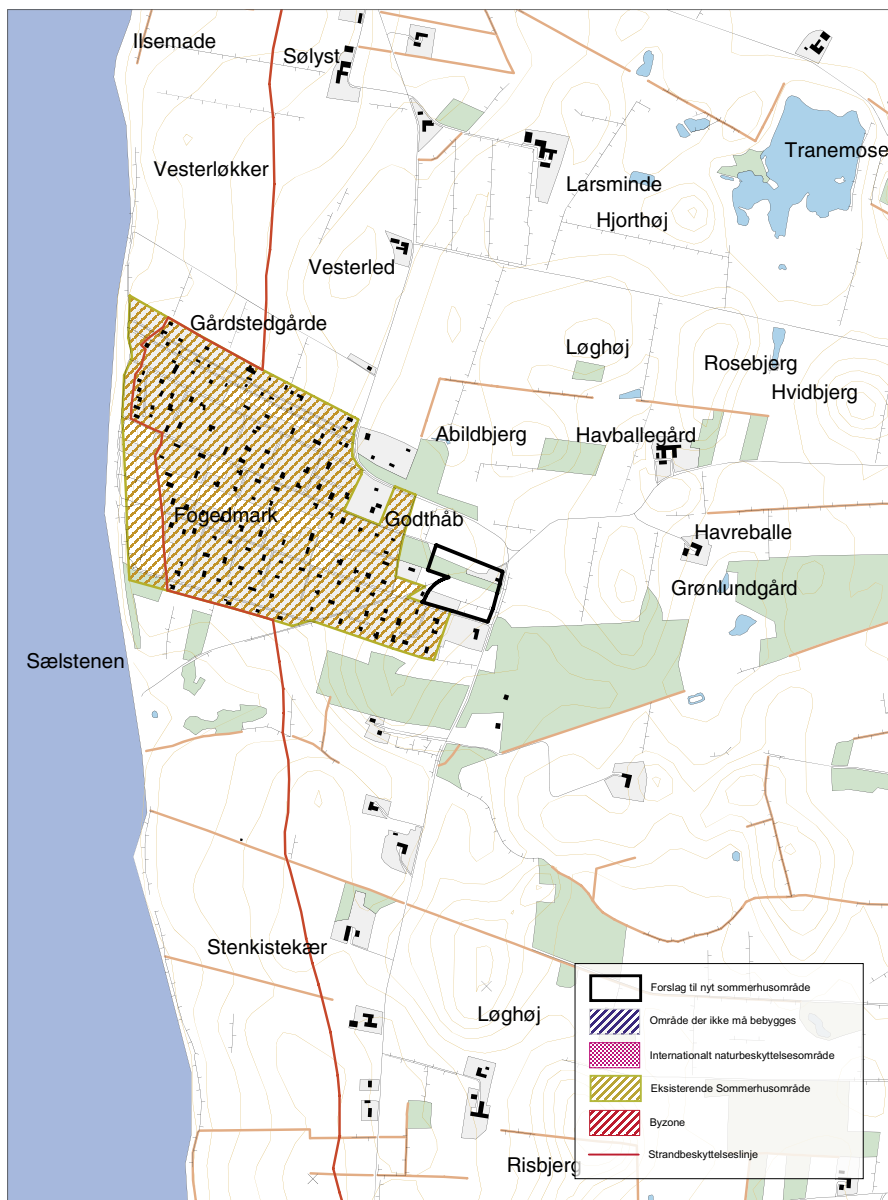 Ilsemade
Sølyst
Tranemose
Vesterløkker
Larsminde
Hjorthøj
Vesterled
Gårdstedgårde
Løghøj
Rosebjerg
Hvidbjerg
Abildbjerg
Havballegård
Fogedmark
Godthåb
Havreballe
Grønlundgård
Sælstenen
Stenkistekær
Løghøj
Risbjerg
Forslag til nyt sommerhusområde
Område der ikke må bebygges
Internationalt naturbeskyttelsesområde
Eksisterende Sommerhusområde
Byzone
Strandbeskyttelseslinje